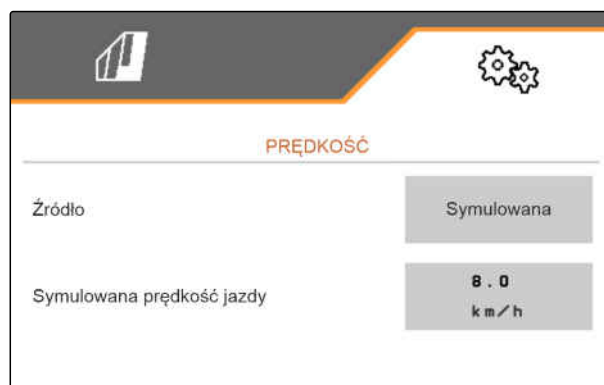 PRĘDKOŚĆ
Źródło
Symulowana
Symulowana prędkość jazdy
8.0
km/h